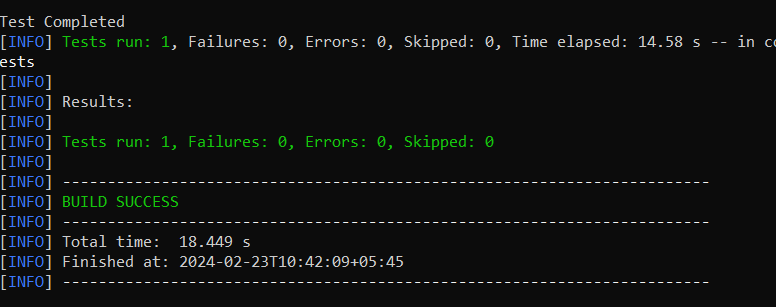 Test Completed
[INFO] Tests run: 1, Failures: 0, Errors: 0, Skipped: 0, Time elapsed: 14.58 s -- in co
ests
[INFO]
[INFO] Results:
[INFO]
[INFO] Tests run: 1, Failures: 0, Errors: 0, Skipped: 0
[INFO]
[INFO] ------------------------------------------------------------------------
[INFO] BUILD SUCCESS
[INFO] ------------------------------------------------------------------------
[INFO] Total time:  18.449 s
[INFO] Finished at: 2024-02-23T10:42:09+05:45
[INFO] ------------------------------------------------------------------------